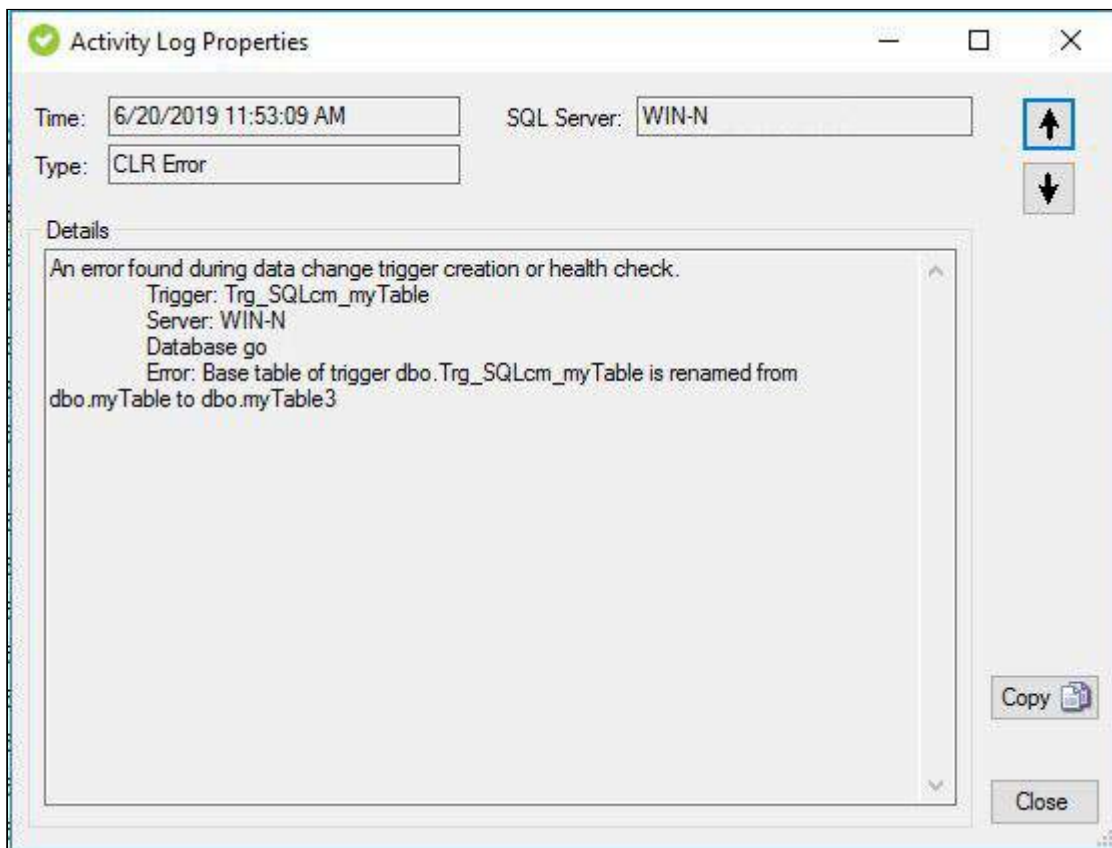 Activity Log Properties
Time: 6/20/2019 11:53:09 AM SQL Server: WIN-N
Type: CLR Error
Details
An error found during data change trigger creation or health check.
Trigger: Trg_SQLcm_myTable
Server: WIN-N
Database go
Error: Base table of trigger dbo.Trg_SQLcm_myTable is renamed from
dbo.myTable to dbo.myTable3
Copy
Close